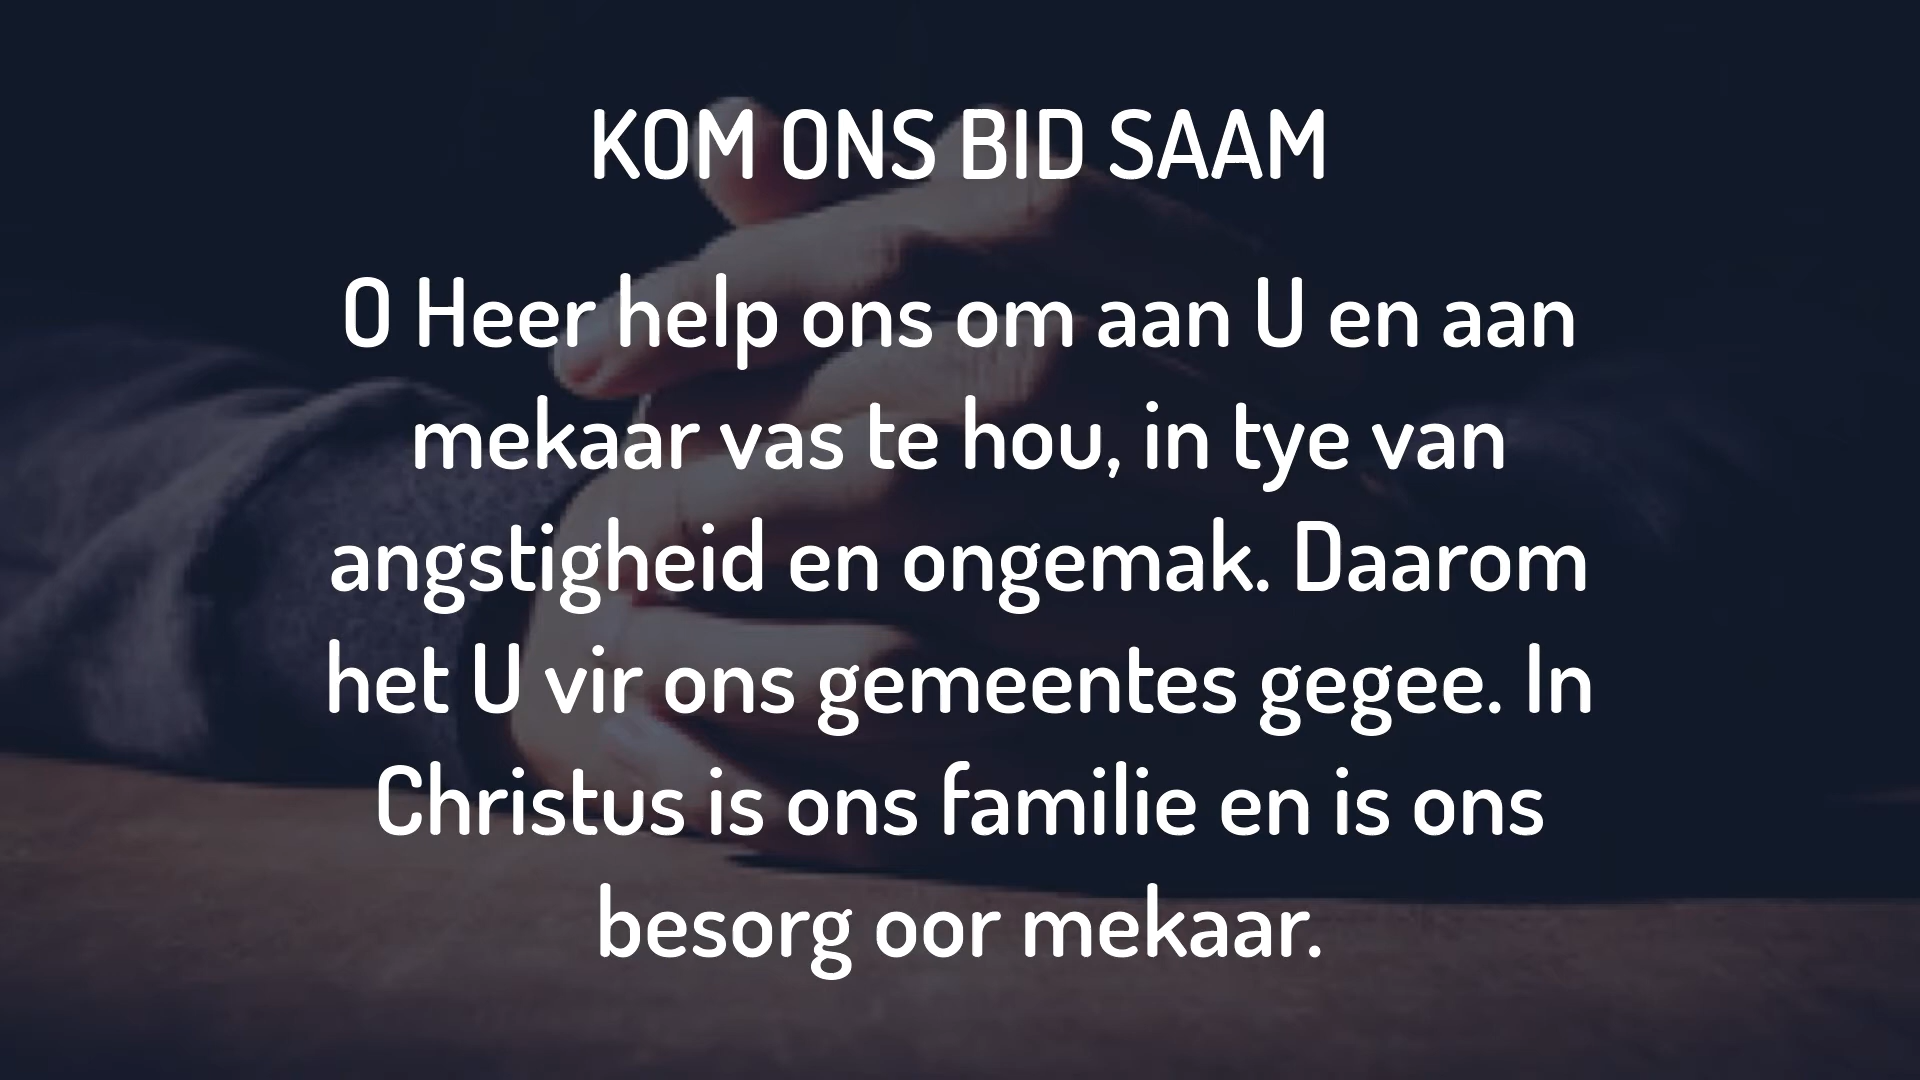 KOM ONS BID SAAM
O Heer help ons om aan U en aan
mekaar vas te hou, in tye van
angstigheid en ongemak. Daarom
het U vir ons gemeentes gegee. In
Christus is ons familie en is ons
besorg oor mekaar.